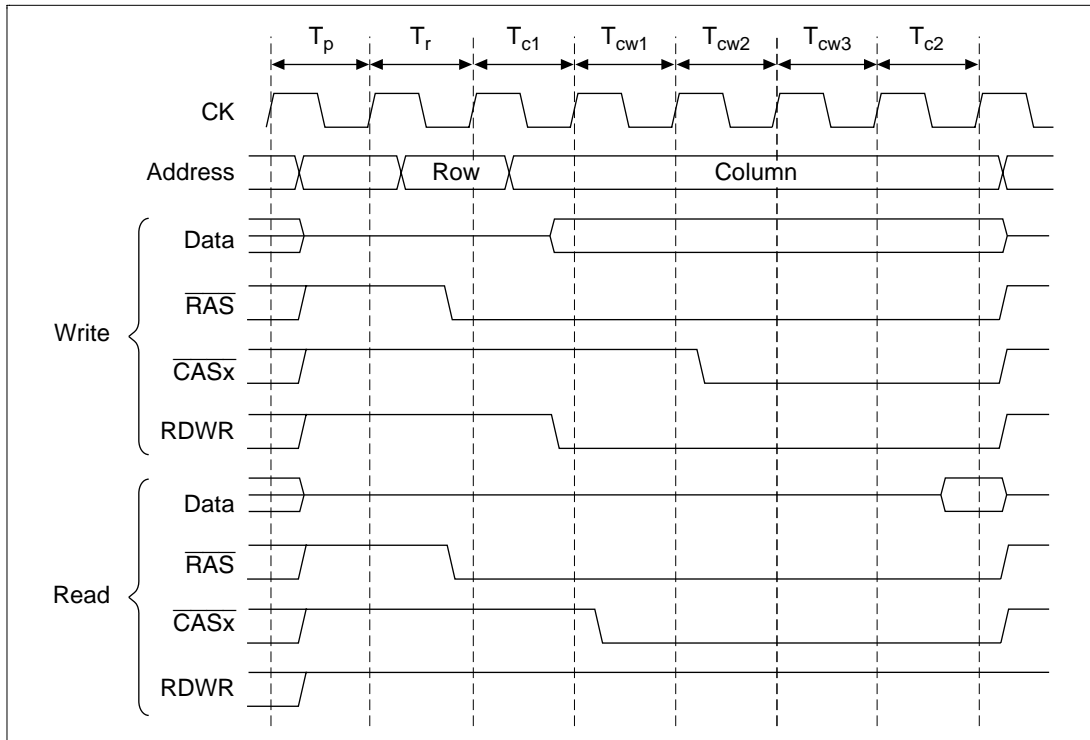 Tp Tr Tc1 Tcw1 Tcw2 Tcw3 Tc2
CK
Address Row Column
Data
RAS
Write
CASx
RDWR
Data
RAS
Read
CASx
RDWR